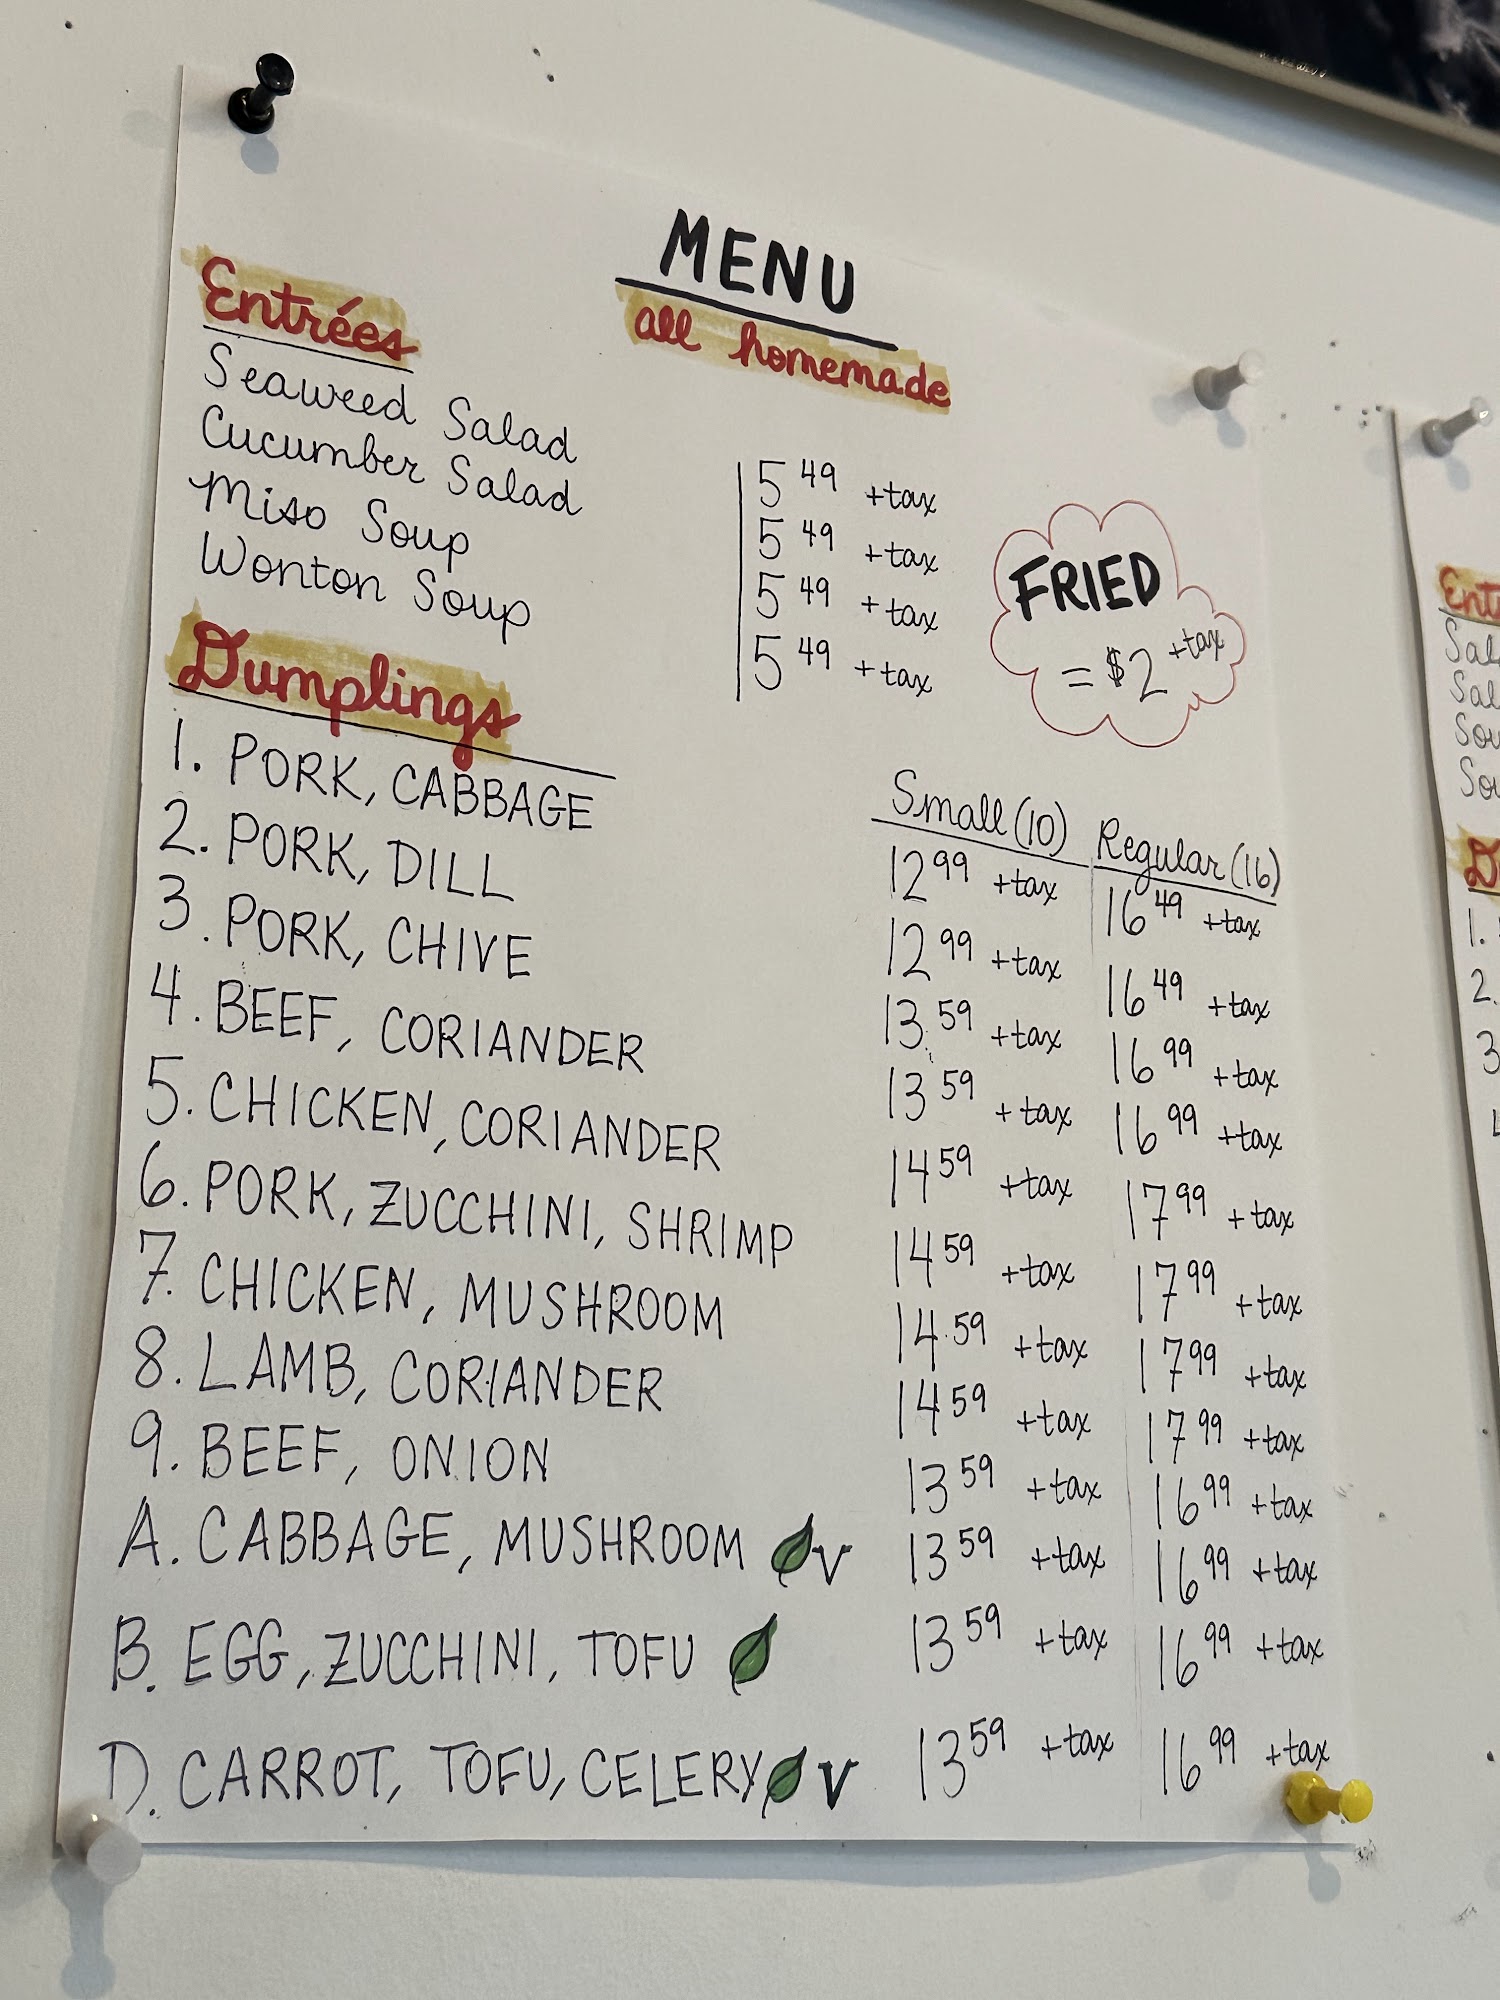 MENU
all homemade
Entrées
Seaweed Salad 5 49 +tax
Cucumber Salad 5 49 +tax
Miso Soup 5 49 +tax
Wonton Soup 5 49 +tax
FRIED
= $2 +tax
Dumplings
Small (10) Regular (16)
1. PORK, CABBAGE 12 99 +tax 16 49 +tax
2. PORK, DILL 12 99 +tax 16 49 +tax
3. PORK, CHIVE 13 59 +tax 16 99 +tax
4. BEEF, CORIANDER 13 59 +tax 16 99 +tax
5. CHICKEN, CORIANDER 14 59 +tax 17 99 +tax
6. PORK, ZUCCHINI, SHRIMP 14 59 +tax 17 99 +tax
7. CHICKEN, MUSHROOM 14 59 +tax 17 99 +tax
8. LAMB, CORIANDER 14 59 +tax 17 99 +tax
9. BEEF, ONION 13 59 +tax 16 99 +tax
A. CABBAGE, MUSHROOM V 13 59 +tax 16 99 +tax
B. EGG, ZUCCHINI, TOFU 13 59 +tax 16 99 +tax
D. CARROT, TOFU, CELERY V 13 59 +tax 16 99 +tax
1.
2.
3